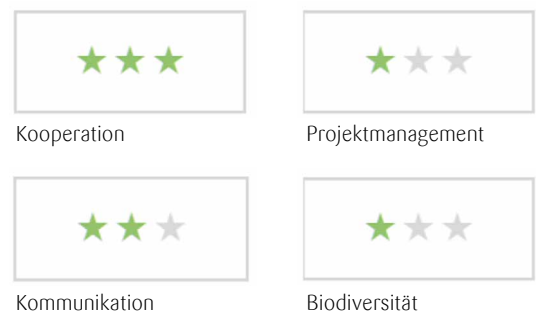 Kooperation
Projektmanagement
Kommunikation
Biodiversität